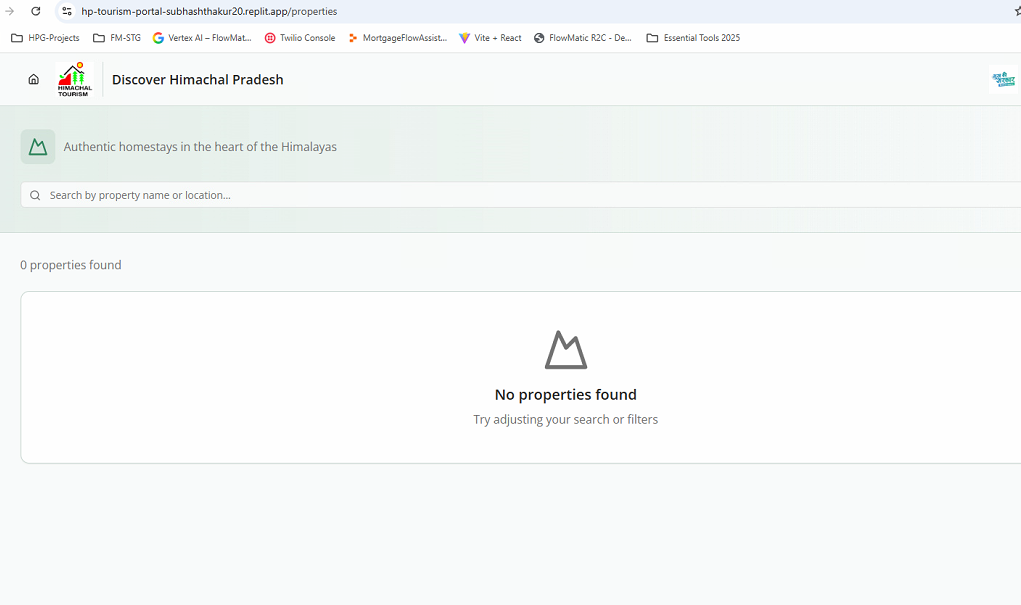 hp-tourism-portal-subhashthakur20.replit.app/properties
HPG-Projects FM-STG Vertex AI – FlowMat... Twilio Console MortgageFlowAssist... Vite + React FlowMatic R2C - De... Essential Tools 2025
HIMACHAL
TOURISM
Discover Himachal Pradesh
Authentic homestays in the heart of the Himalayas
Search by property name or location...
0 properties found
No properties found
Try adjusting your search or filters